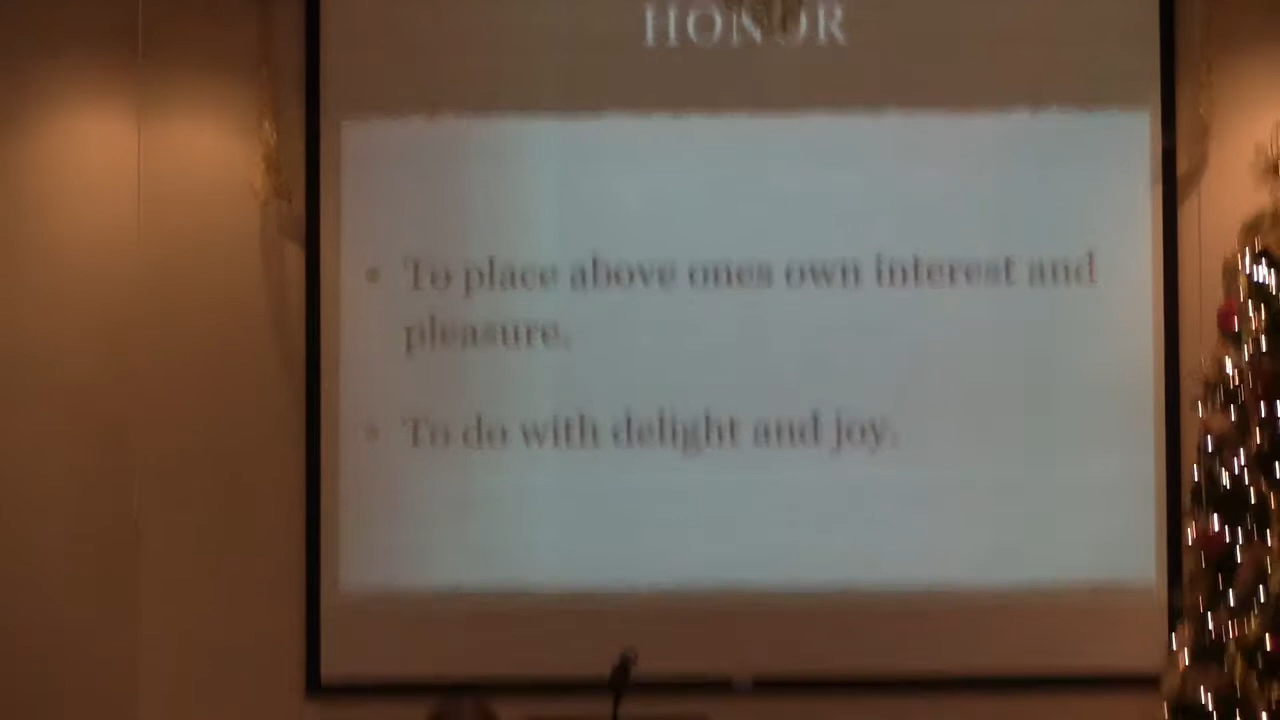 HONOR
• To place above ones own interest and
pleasure.
• To do with delight and joy.